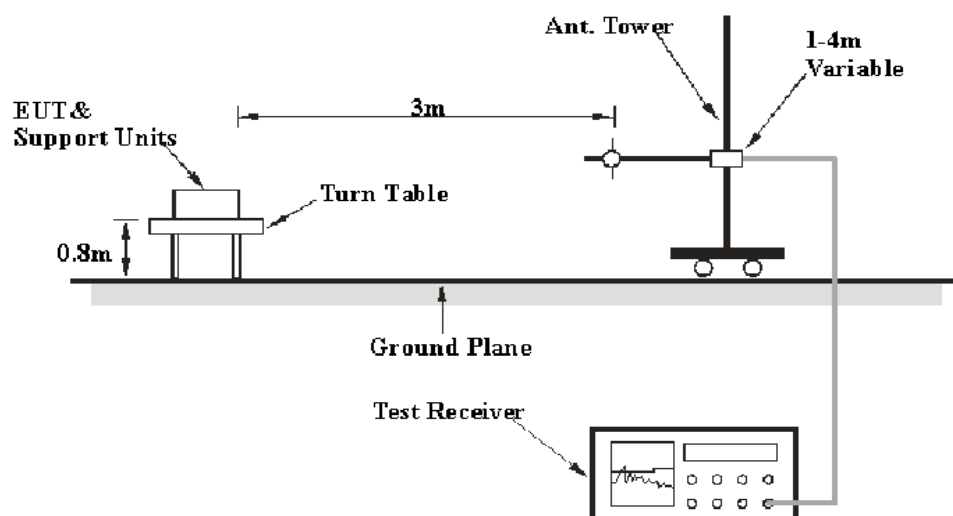 Ant. Tower
1-4m
Variable
EUT&
Support Units
3m
Turn Table
0.8m
Ground Plane
Test Receiver